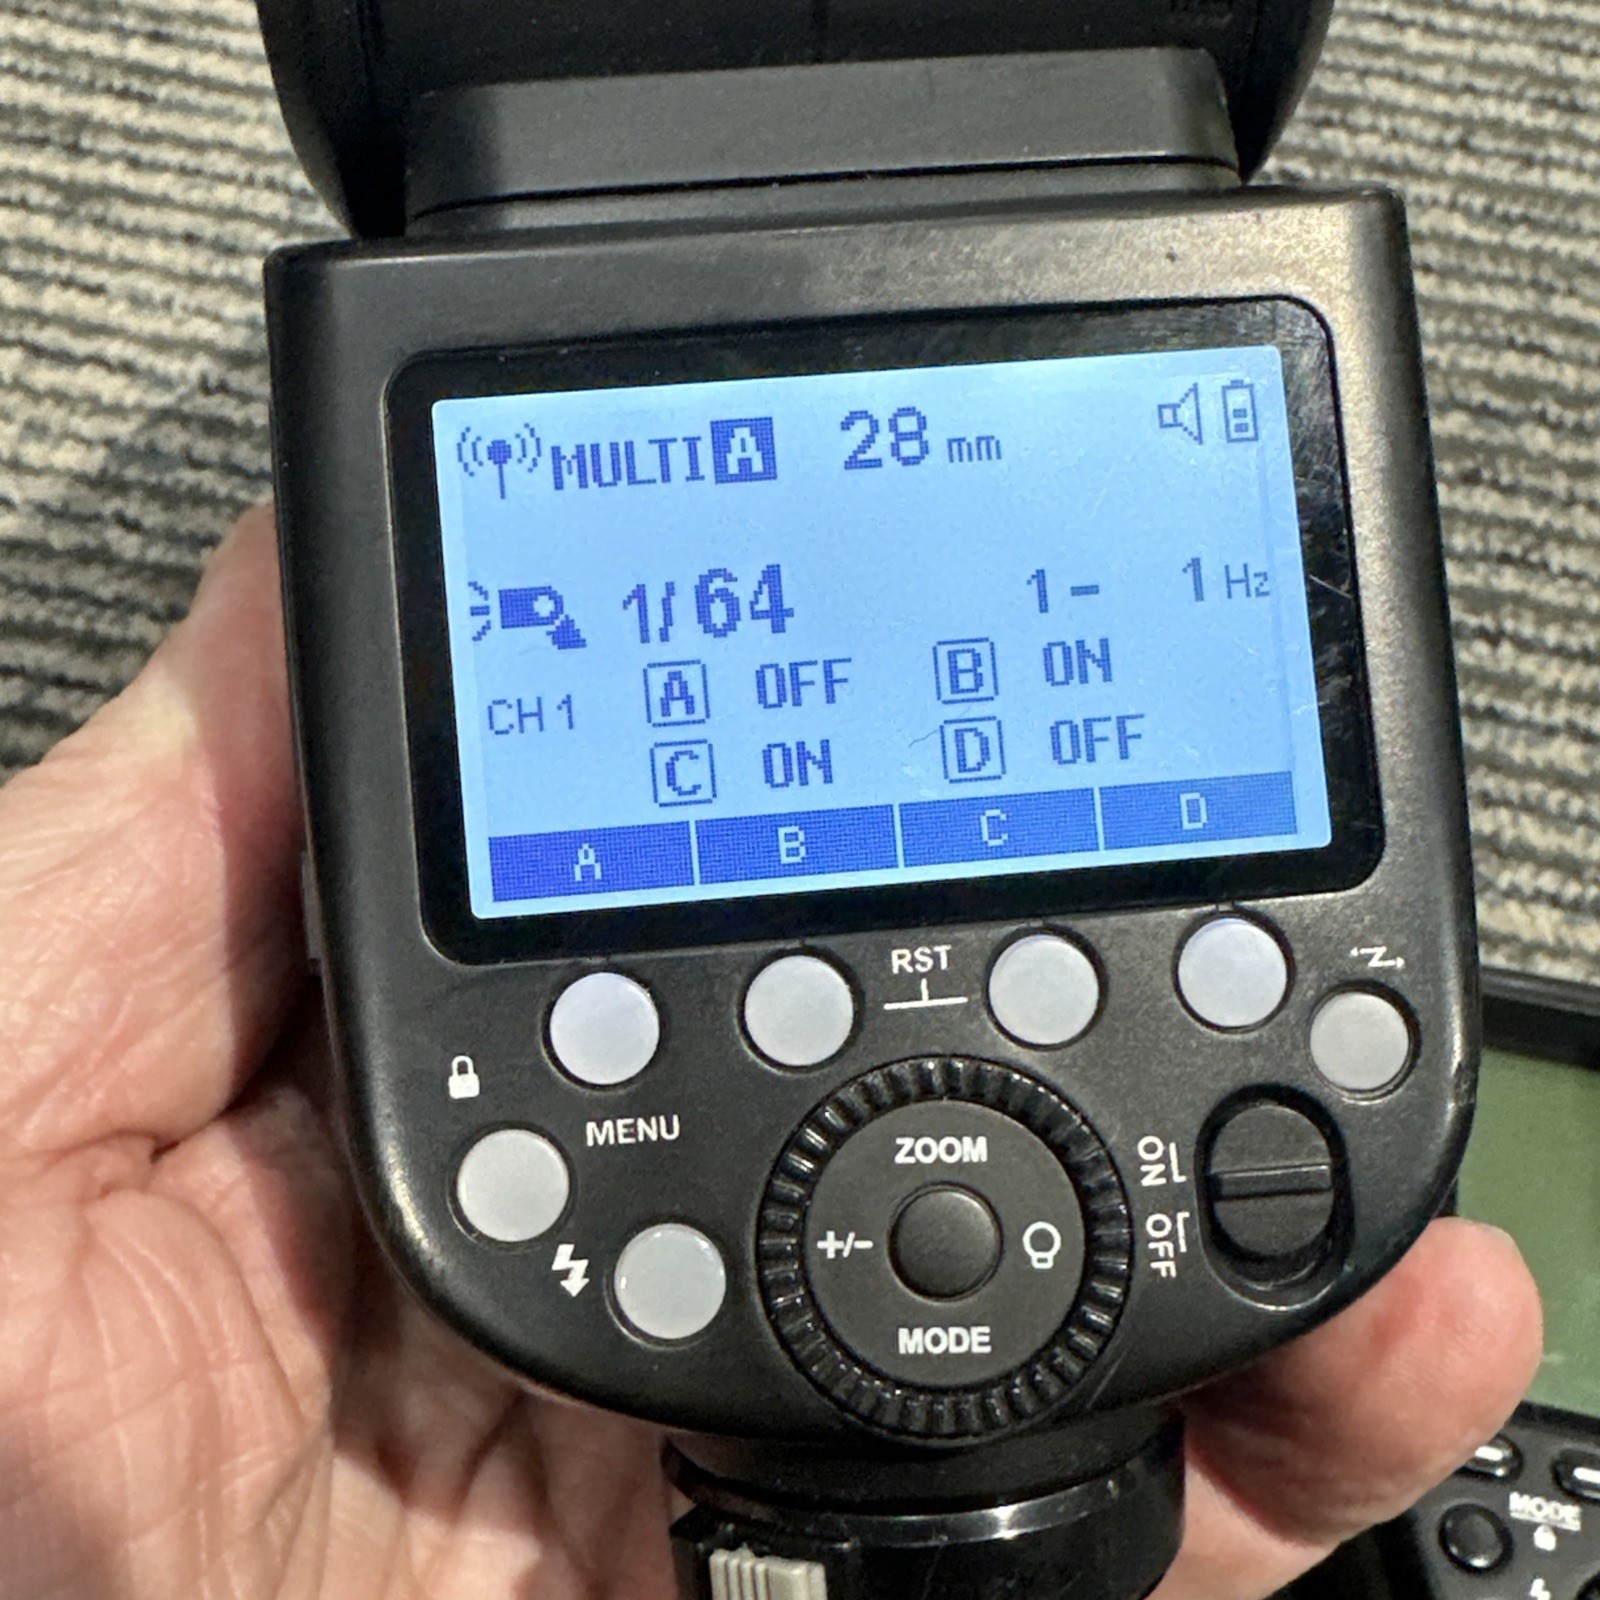 MULTI A 28 mm
1/64 1- 1 Hz
CH 1 A OFF B ON
C ON D OFF
A B C D
RST
Z
MENU
ZOOM
+/-
MODE
ON
OFF
MODE